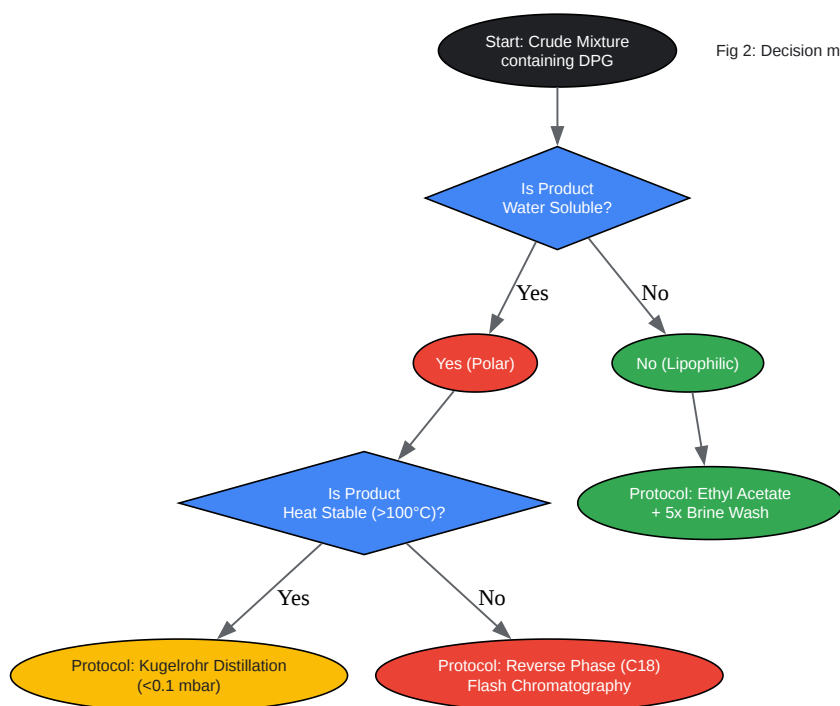 Start: Crude Mixture
containing DPG
Fig 2: Decision m
Is Product
Water Soluble?
Yes
No
Yes (Polar)
No (Lipophilic)
Is Product
Heat Stable (>100°C)?
Protocol: Ethyl Acetate
+ 5x Brine Wash
Yes
No
Protocol: Kugelrohr Distillation
(<0.1 mbar)
Protocol: Reverse Phase (C18)
Flash Chromatography